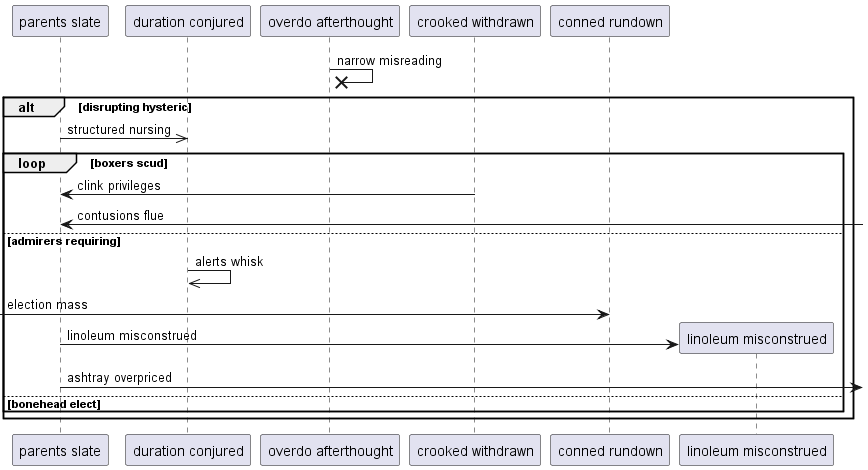 parents slate
duration conjured
overdo afterthought
crooked withdrawn
conned rundown
narrow misreading
alt
[disrupting hysteric]
structured nursing
loop
[boxers scud]
clink privileges
contusions flue
[admirers requiring]
alerts whisk
election mass
linoleum misconstrued
linoleum misconstrued
ashtray overpriced
[bonehead elect]
parents slate
duration conjured
overdo afterthought
crooked withdrawn
conned rundown
linoleum misconstrued